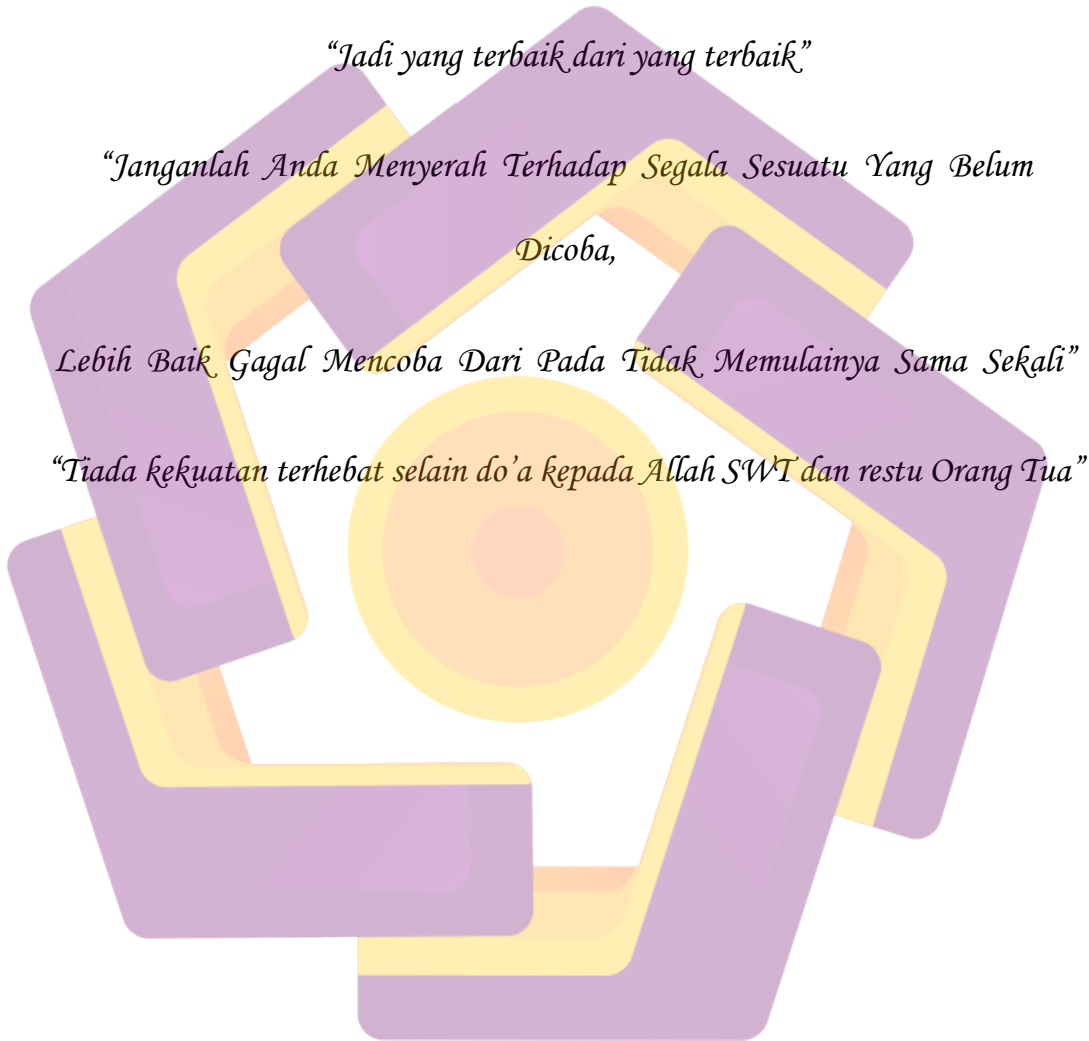 “Jadi yang terbaik dari yang terbaik”
“Janganlah Anda Menyerah Terhadap Segala Sesuatu Yang Belum
Dicoba,
Lebih Baik Gagal Mencoba Dari Pada Tidak Memulainya Sama Sekali”
“Tiada kekuatan terhebat selain do’a kepada Allah SWT dan restu Orang Tua”